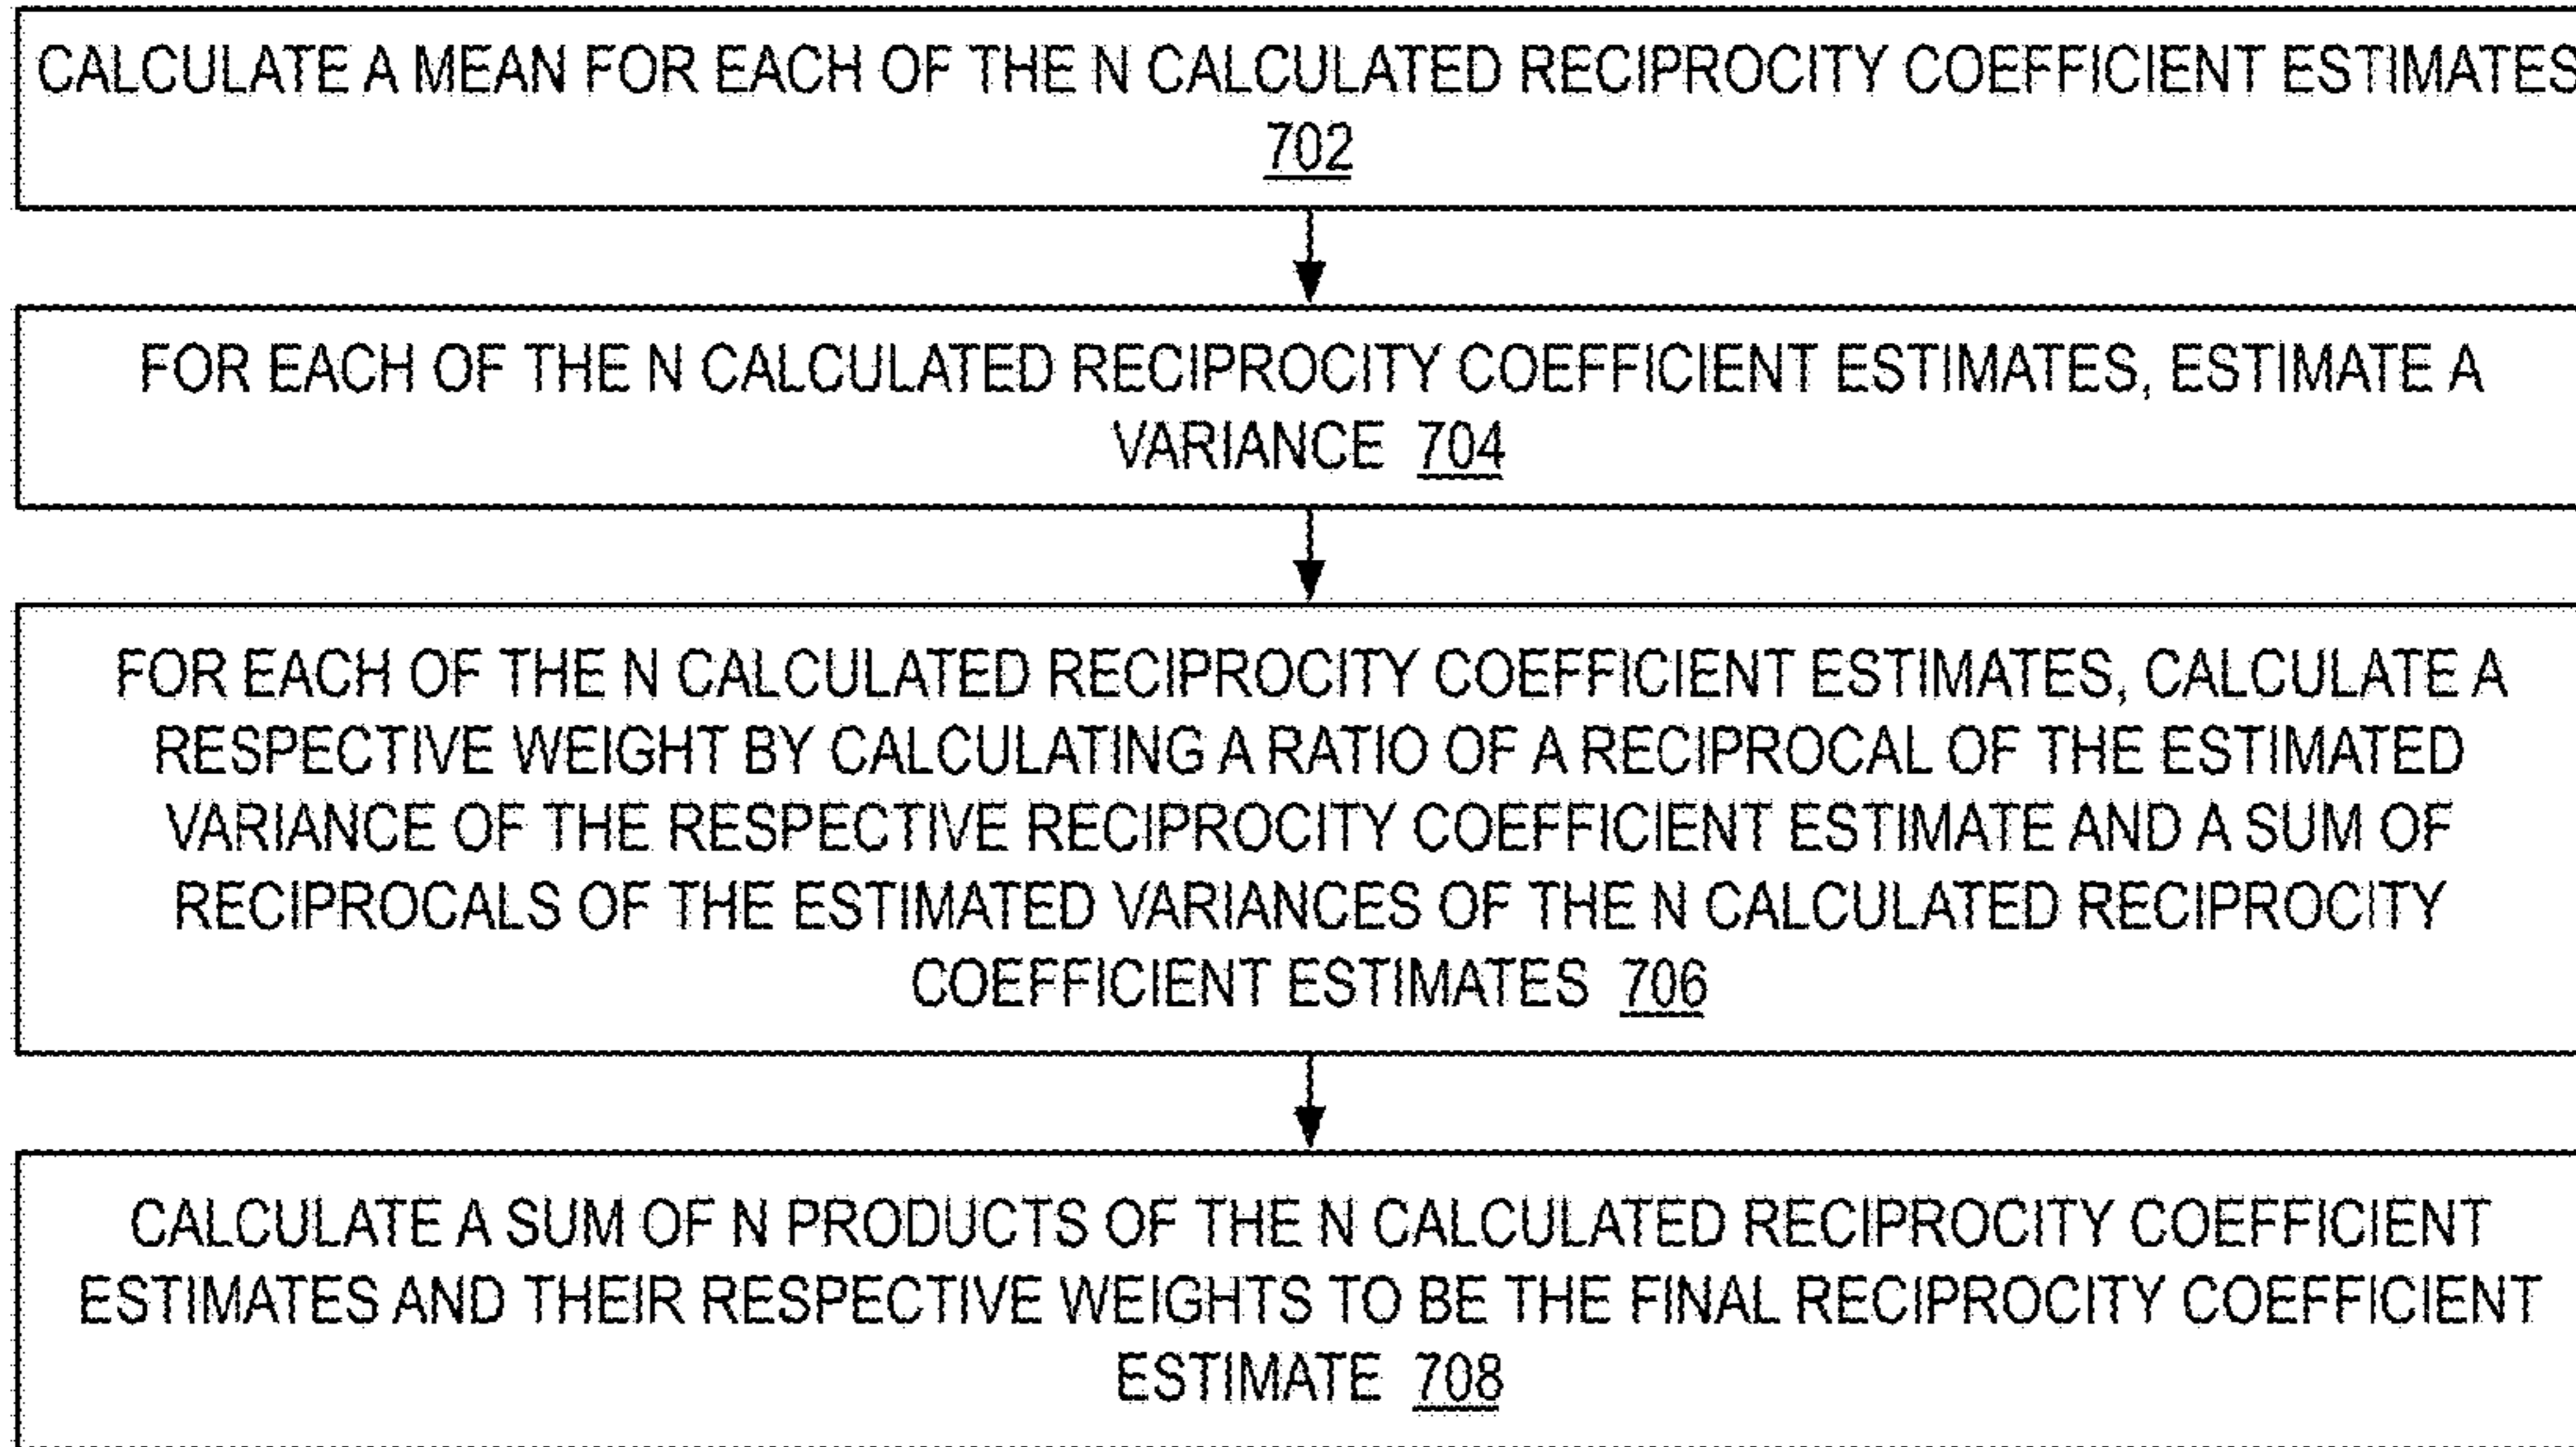 CALCULATE A MEAN FOR EACH OF THE N CALCULATED RECIPROCITY COEFFICIENT ESTIMATES
702
FOR EACH OF THE N CALCULATED RECIPROCITY COEFFICIENT ESTIMATES, ESTIMATE A
VARIANCE 704
FOR EACH OF THE N CALCULATED RECIPROCITY COEFFICIENT ESTIMATES, CALCULATE A
RESPECTIVE WEIGHT BY CALCULATING A RATIO OF A RECIPROCAL OF THE ESTIMATED
VARIANCE OF THE RESPECTIVE RECIPROCITY COEFFICIENT ESTIMATE AND A SUM OF
RECIPROCALS OF THE ESTIMATED VARIANCES OF THE N CALCULATED RECIPROCITY
COEFFICIENT ESTIMATES 706
CALCULATE A SUM OF N PRODUCTS OF THE N CALCULATED RECIPROCITY COEFFICIENT
ESTIMATES AND THEIR RESPECTIVE WEIGHTS TO BE THE FINAL RECIPROCITY COEFFICIENT
ESTIMATE 708